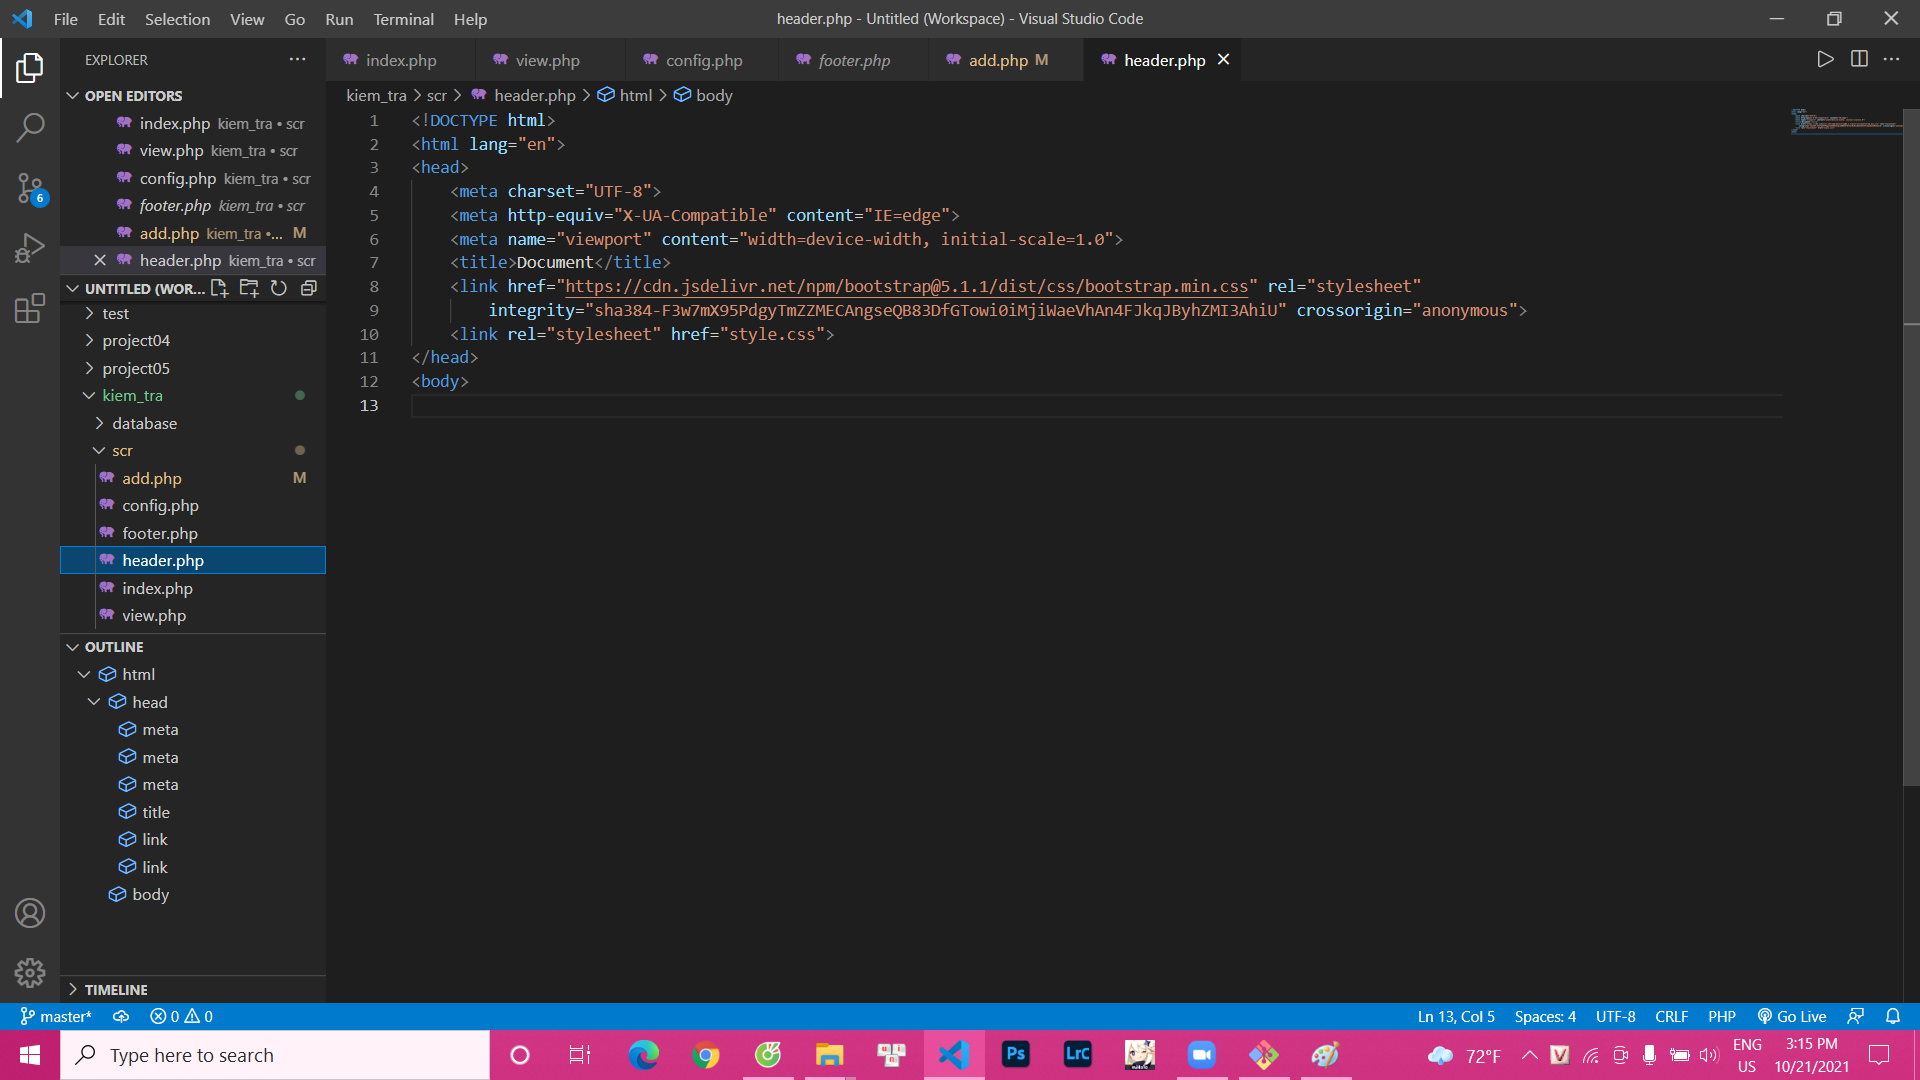 File Edit Selection View Go Run Terminal Help
header.php - Untitled (Workspace) - Visual Studio Code
EXPLORER
OPEN EDITORS
index.php kiem_tra • scr
view.php kiem_tra • scr
config.php kiem_tra • scr
footer.php kiem_tra • scr
add.php kiem_tra •... M
header.php kiem_tra • scr
UNTITLED (WOR...
test
project04
project05
kiem_tra
database
scr
add.php M
config.php
footer.php
header.php
index.php
view.php
OUTLINE
html
head
meta
meta
meta
title
link
link
body
TIMELINE
6
index.php view.php config.php footer.php add.php M header.php
kiem_tra > scr > header.php > html > body
1 <!DOCTYPE html>
2 <html lang="en">
3 <head>
4 <meta charset="UTF-8">
5 <meta http-equiv="X-UA-Compatible" content="IE=edge">
6 <meta name="viewport" content="width=device-width, initial-scale=1.0">
7 <title>Document</title>
8 <link href="https://cdn.jsdelivr.net/npm/bootstrap@5.1.1/dist/css/bootstrap.min.css" rel="stylesheet"
9 integrity="sha384-F3w7mX95PdgyTmZZMECAngseQB83DfGTowi0iMjiWaeVhAn4FJkqJByhZMI3AhiU" crossorigin="anonymous">
10 <link rel="stylesheet" href="style.css">
11 </head>
12 <body>
13
master* 0 0
Ln 13, Col 5 Spaces: 4 UTF-8 CRLF PHP Go Live
Type here to search
Ps
LrC
72°F
V
ENG
US
3:15 PM
10/21/2021